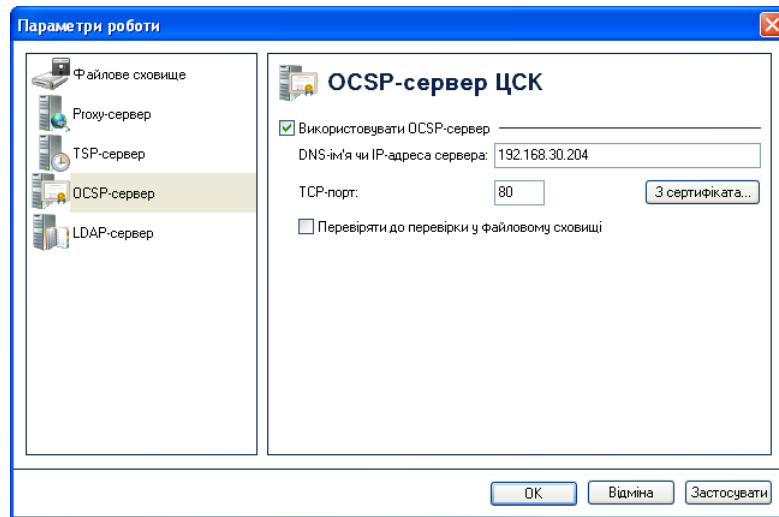 Параметри роботи
Файлове сховище
Proxy-сервер
TSP-сервер
OCSP-сервер
LDAP-сервер
OCSP-сервер ЦСК
Використовувати OCSP-сервер
DNS-ім'я чи IP-адреса сервера: 192.168.30.204
TCP-порт: 80 З сертифіката...
Перевіряти до перевірки у файловому сховищі
OK Відміна Застосувати